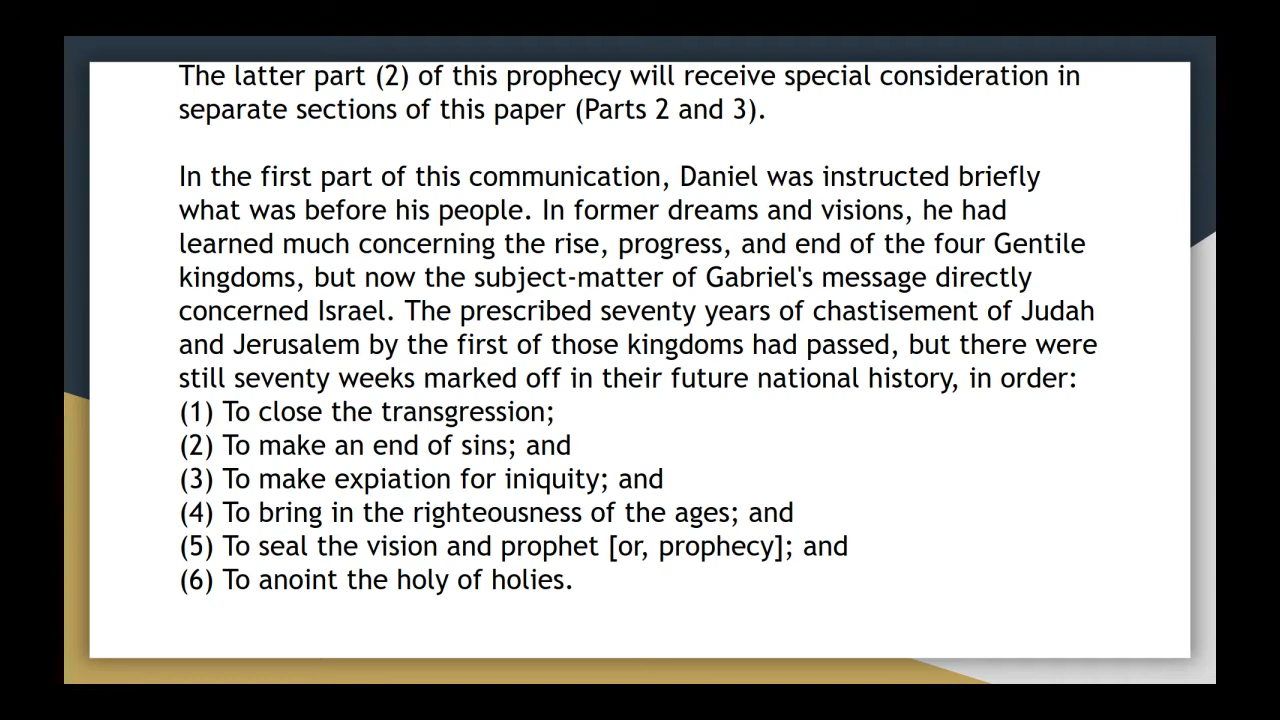 The latter part (2) of this prophecy will receive special consideration in
separate sections of this paper (Parts 2 and 3).
In the first part of this communication, Daniel was instructed briefly
what was before his people. In former dreams and visions, he had
learned much concerning the rise, progress, and end of the four Gentile
kingdoms, but now the subject-matter of Gabriel's message directly
concerned Israel. The prescribed seventy years of chastisement of Judah
and Jerusalem by the first of those kingdoms had passed, but there were
still seventy weeks marked off in their future national history, in order:
(1) To close the transgression;
(2) To make an end of sins; and
(3) To make expiation for iniquity; and
(4) To bring in the righteousness of the ages; and
(5) To seal the vision and prophet [or, prophecy]; and
(6) To anoint the holy of holies.